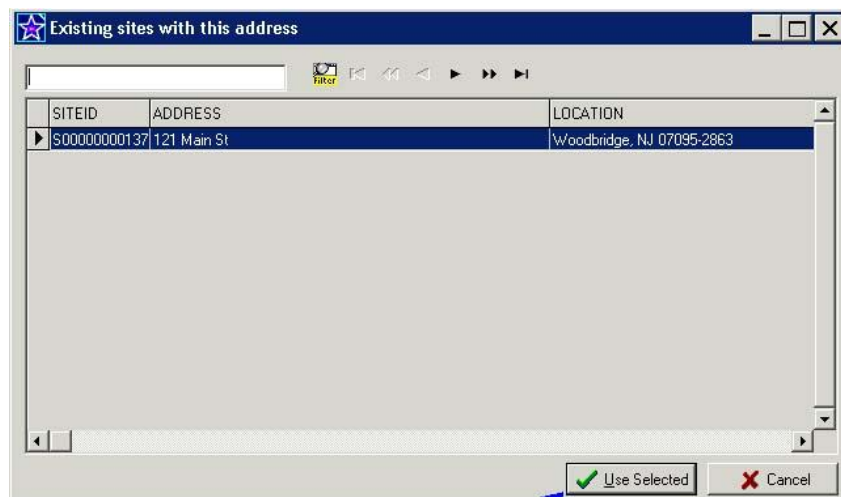 Existing sites with this address
Filter
SITEID ADDRESS LOCATION
S00000000137 121 Main St Woodbridge, NJ 07095-2863
Use Selected Cancel